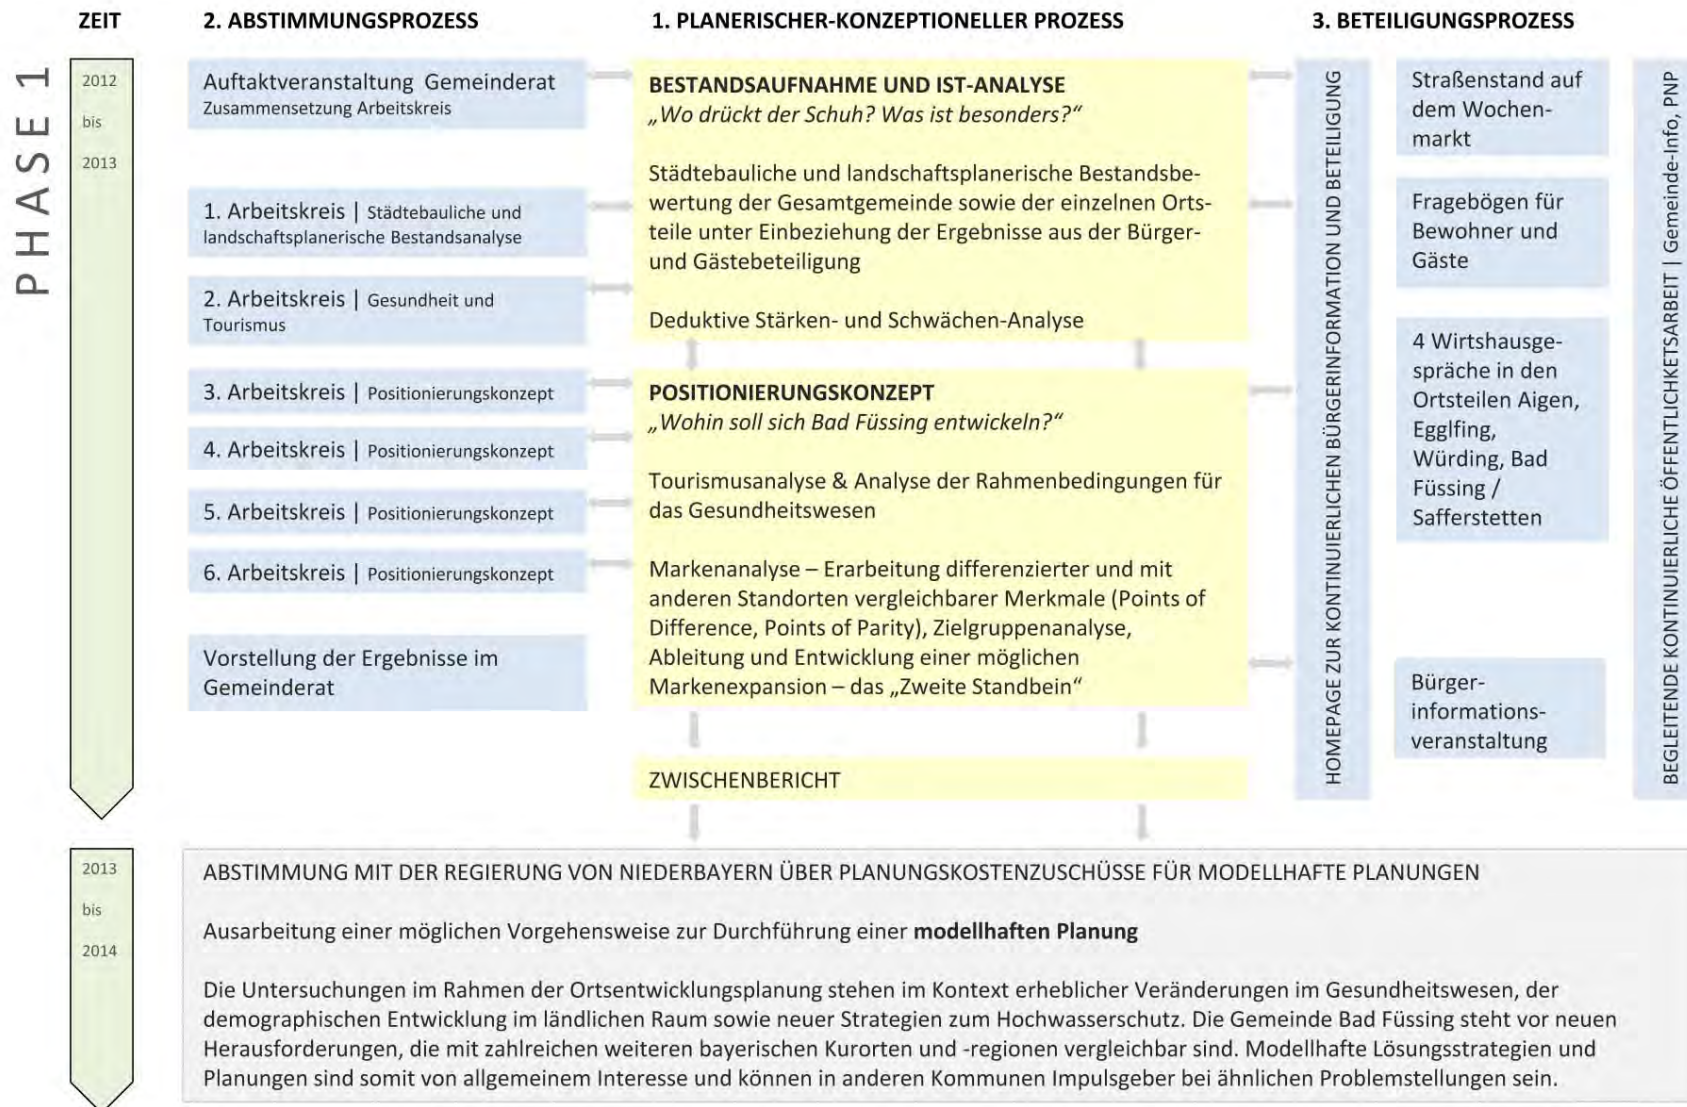 ZEIT
2. ABSTIMMUNGSPROZESS
1. PLANERISCHER-KONZEPTIONELLER PROZESS
3. BETEILIGUNGSPROZESS
PHASE 1
2012
bis
2013
Auftaktveranstaltung Gemeinderat
Zusammensetzung Arbeitskreis
1. Arbeitskreis | Städtebauliche und
landschaftsplanerische Bestandsanalyse
2. Arbeitskreis | Gesundheit und
Tourismus
3. Arbeitskreis | Positionierungskonzept
4. Arbeitskreis | Positionierungskonzept
5. Arbeitskreis | Positionierungskonzept
6. Arbeitskreis | Positionierungskonzept
Vorstellung der Ergebnisse im
Gemeinderat
BESTANDSAUFNAHME UND IST-ANALYSE
„Wo drückt der Schuh? Was ist besonders?“
Städtebauliche und landschaftsplanerische Bestandsbe-
wertung der Gesamtgemeinde sowie der einzelnen Orts-
teile unter Einbeziehung der Ergebnisse aus der Bürger-
und Gästebeteiligung
Deduktive Stärken- und Schwächen-Analyse
POSITIONIERUNGSKONZEPT
„Wohin soll sich Bad Füssing entwickeln?“
Tourismusanalyse & Analyse der Rahmenbedingungen für
das Gesundheitswesen
Markenanalyse – Erarbeitung differenzierter und mit
anderen Standorten vergleichbarer Merkmale (Points of
Difference, Points of Parity), Zielgruppenanalyse,
Ableitung und Entwicklung einer möglichen
Markenexpansion – das „Zweite Standbein“
ZWISCHENBERICHT
HOMEPAGE ZUR KONTINUIERLICHEN BÜRGERINFORMATION UND BETEILIGUNG
Straßenstand auf
dem Wochen-
markt
Fragebögen für
Bewohner und
Gäste
4 Wirtshausge-
spräche in den
Ortsteilen Aigen,
Egglfing,
Würding, Bad
Füssing /
Safferstetten
Bürger-
informations-
veranstaltung
BEGLEITENDE KONTINUIERLICHE ÖFFENTLICHKETSARBEIT | Gemeinde-Info, PNP
2013
bis
2014
ABSTIMMUNG MIT DER REGIERUNG VON NIEDERBAYERN ÜBER PLANUNGSKOSTENZUSCHÜSSE FÜR MODELLHAFTE PLANUNGEN
Ausarbeitung einer möglichen Vorgehensweise zur Durchführung einer modellhaften Planung
Die Untersuchungen im Rahmen der Ortsentwicklungsplanung stehen im Kontext erheblicher Veränderungen im Gesundheitswesen, der
demographischen Entwicklung im ländlichen Raum sowie neuer Strategien zum Hochwasserschutz. Die Gemeinde Bad Füssing steht vor neuen
Herausforderungen, die mit zahlreichen weiteren bayerischen Kurorten und -regionen vergleichbar sind. Modellhafte Lösungsstrategien und
Planungen sind somit von allgemeinem Interesse und können in anderen Kommunen Impulsgeber bei ähnlichen Problemstellungen sein.